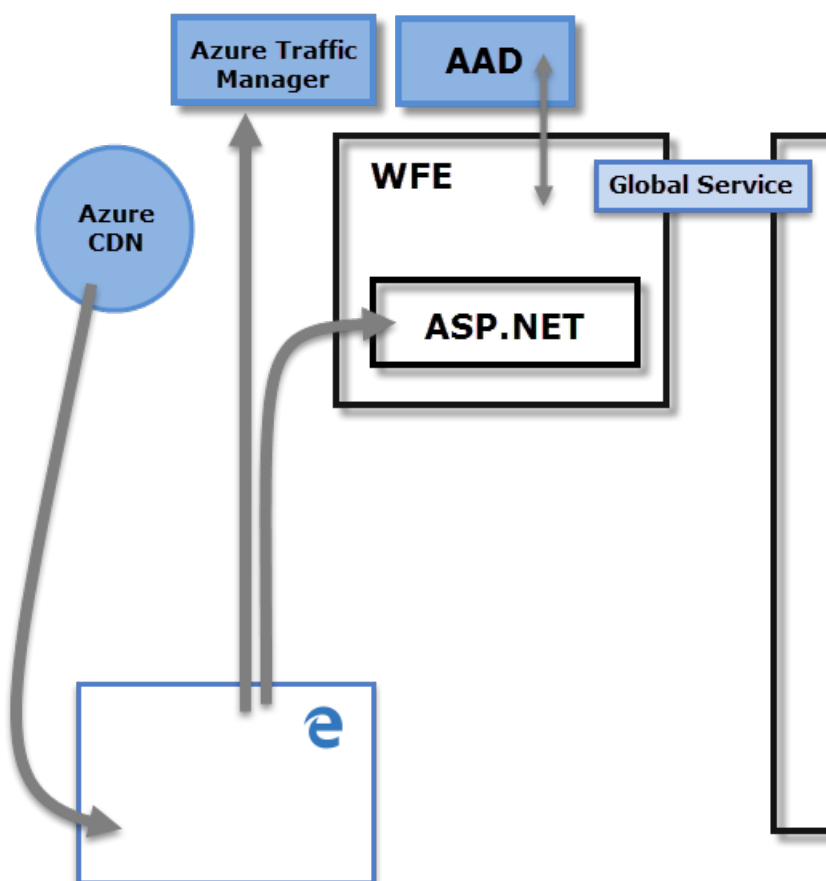 Azure Traffic
Manager
AAD
WFE
Global Service
Azure
CDN
ASP.NET